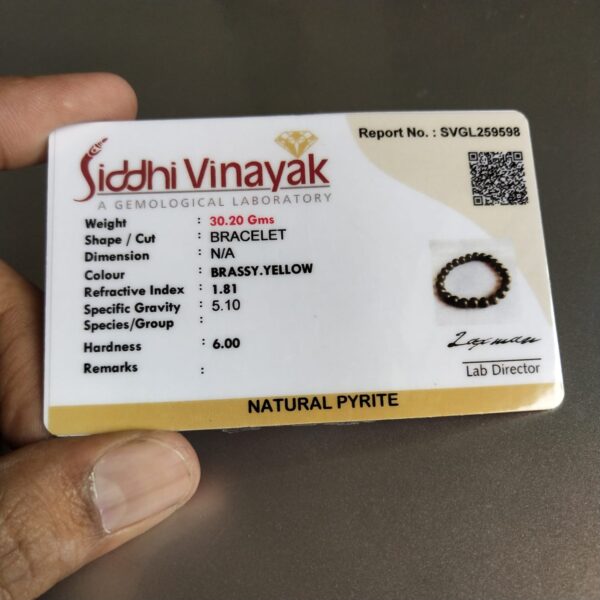 Siddhi Vinayak
A GEMOLOGICAL LABORATORY
Report No. : SVGL259598
Weight : 30.20 Gms
Shape / Cut : BRACELET
Dimension : N/A
Colour : BRASSY.YELLOW
Refractive Index : 1.81
Specific Gravity : 5.10
Species/Group :
Hardness : 6.00
Remarks :
Laxman
Lab Director
NATURAL PYRITE